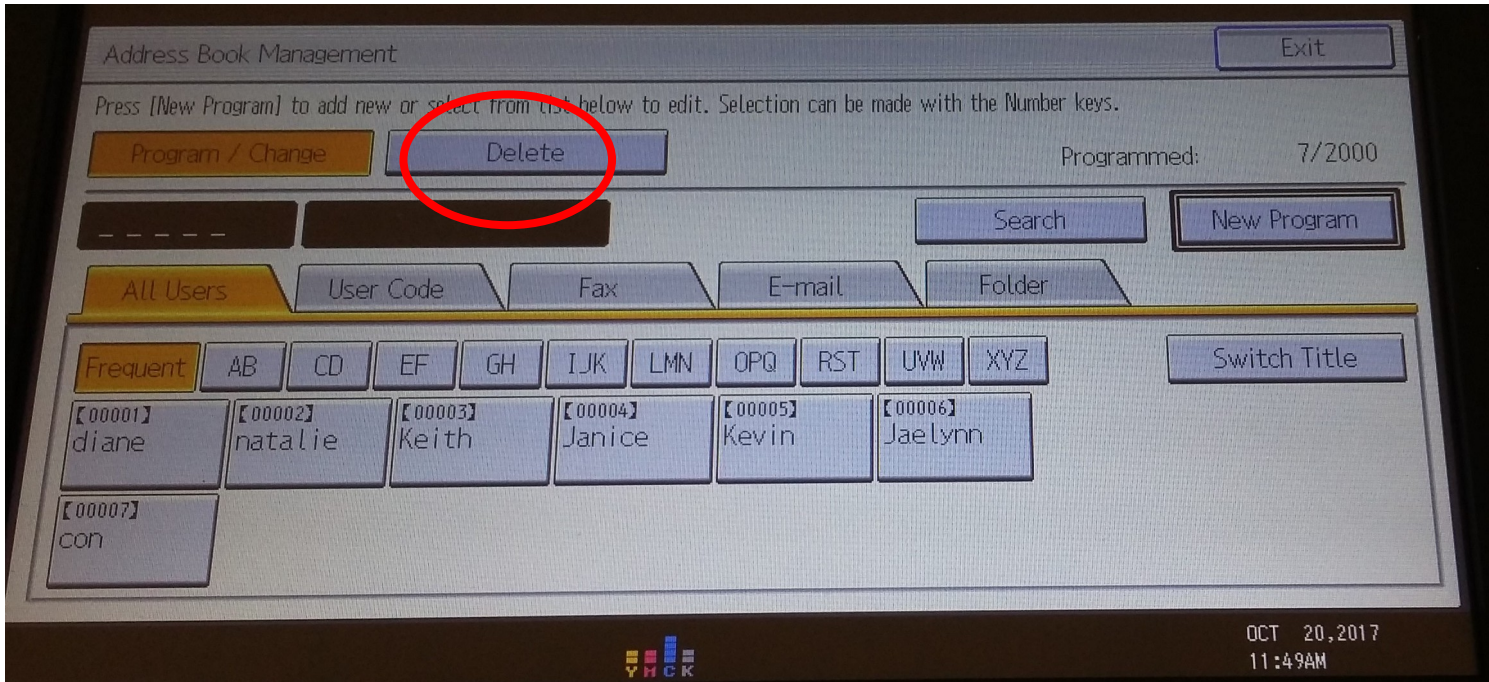 Address Book Management
Exit
Press [New Program] to add new or select from list below to edit. Selection can be made with the Number keys.
Program / Change
Delete
Programmed: 7/2000
_ _ _ _ _
Search
New Program
All Users
User Code
Fax
E-mail
Folder
Frequent
AB
CD
EF
GH
IJK
LMN
OPQ
RST
UVW
XYZ
Switch Title
【00001】
diane
【00002】
natalie
【00003】
Keith
【00004】
Janice
【00005】
Kevin
【00006】
Jaelynn
【00007】
con
Y M C K
OCT 20,2017
11:49AM